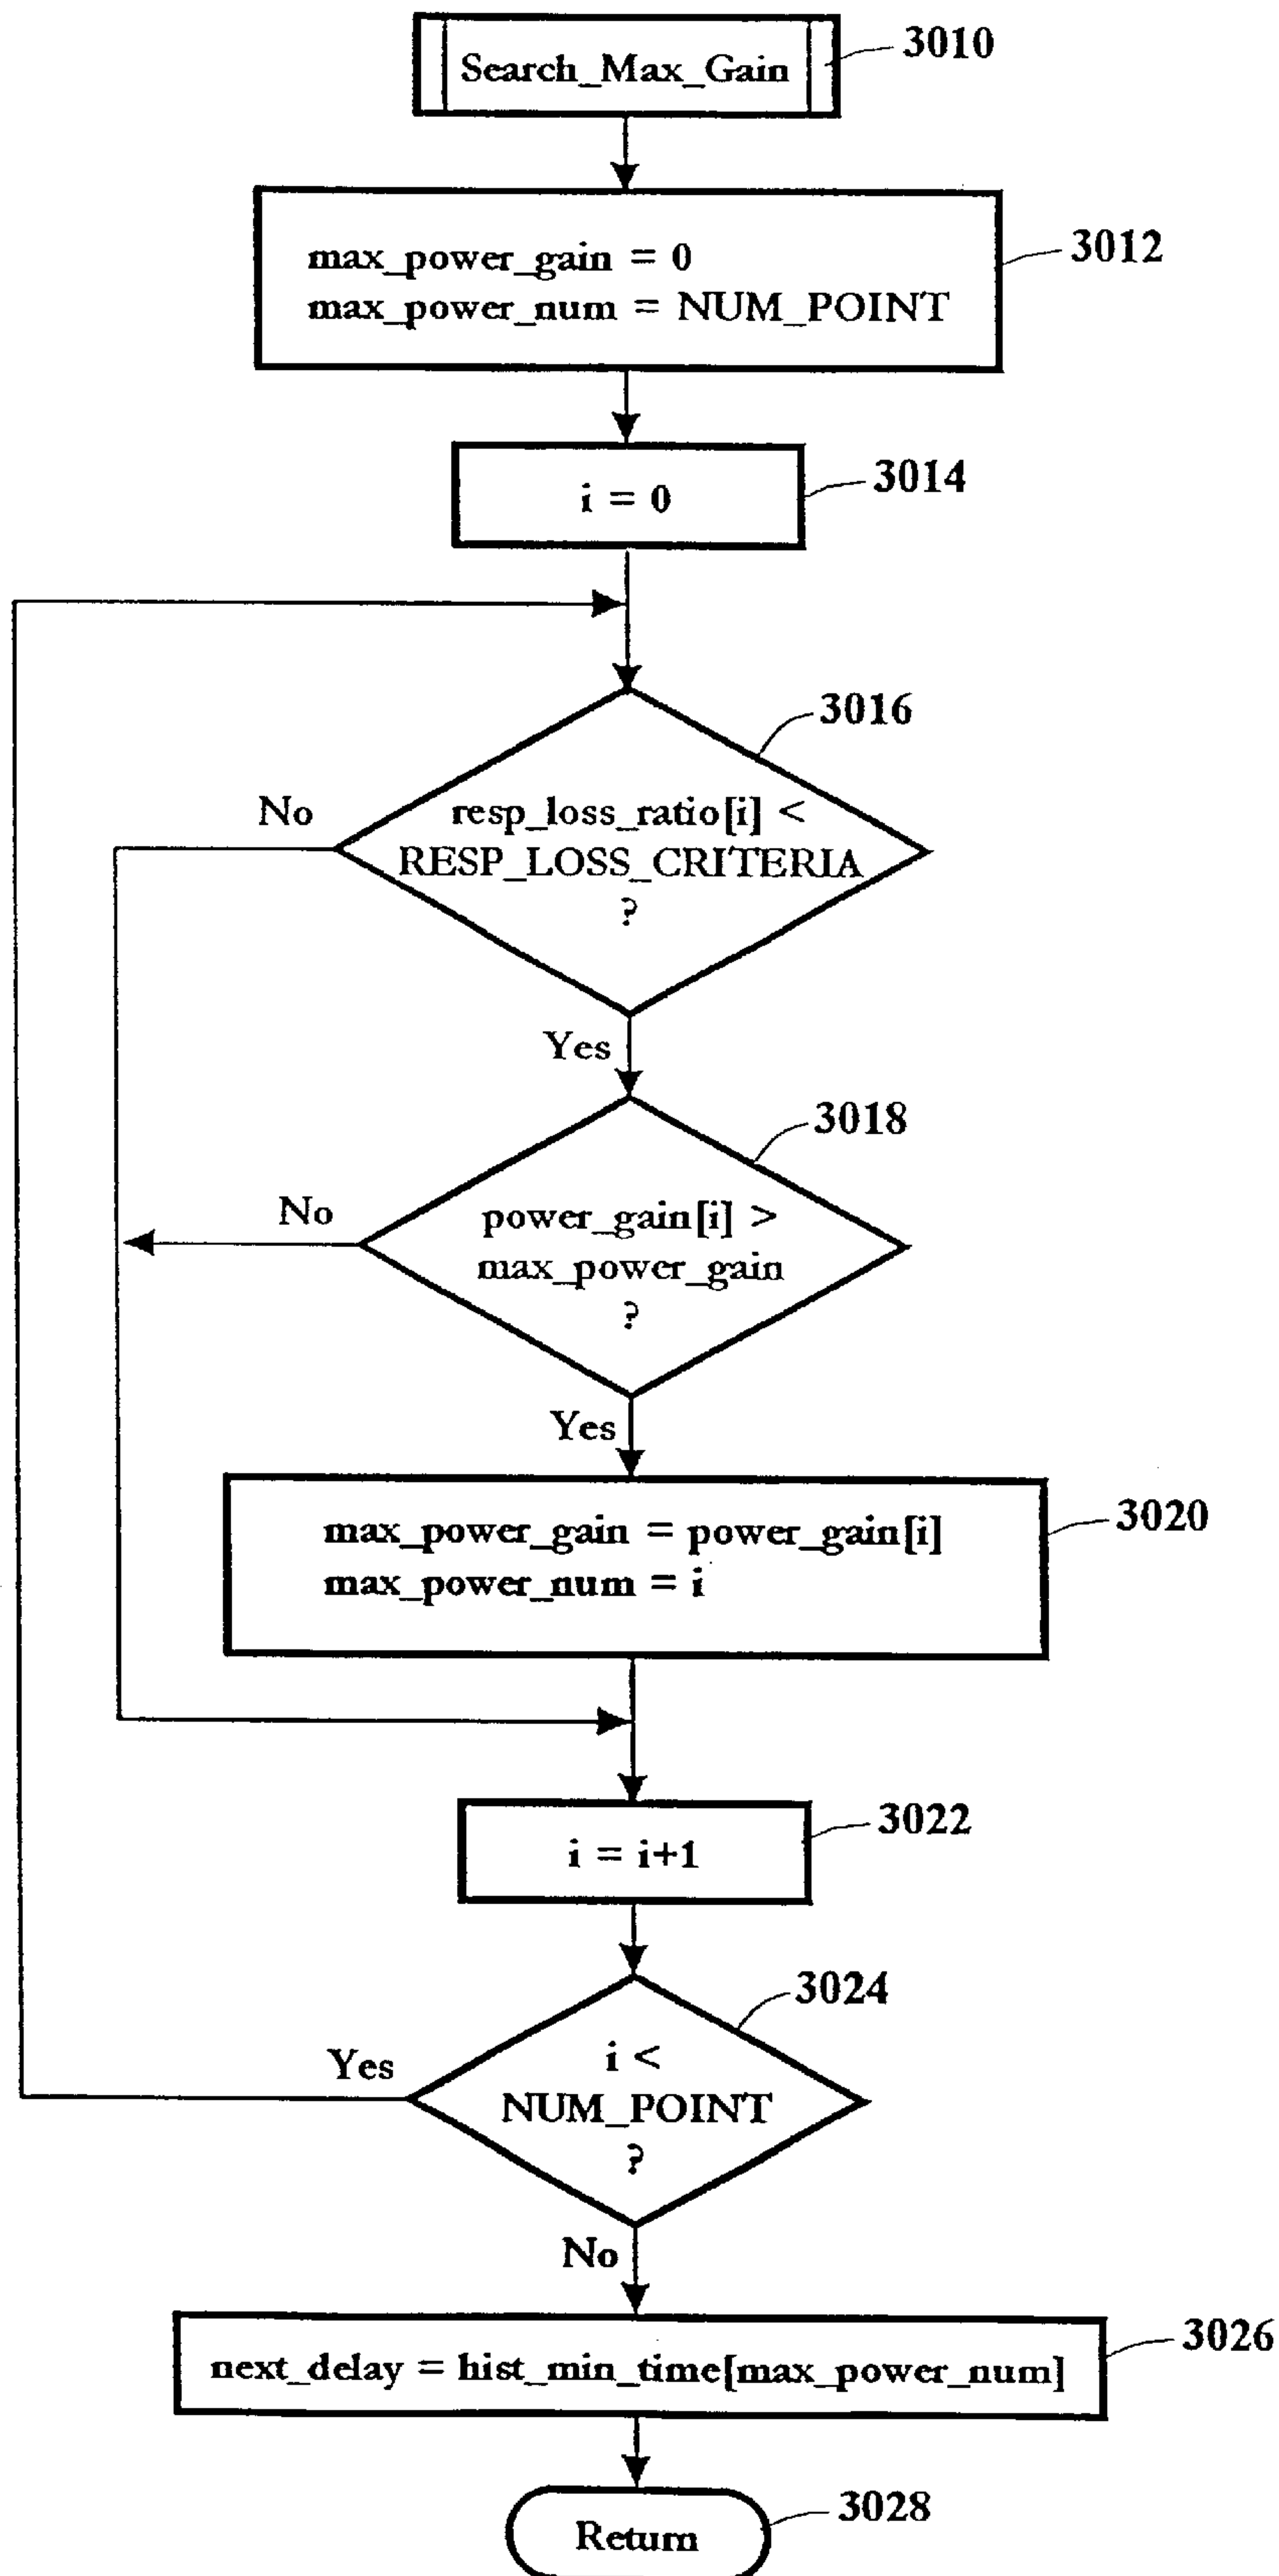 Search_Max_Gain
3010
max_power_gain = 0
max_power_num = NUM_POINT
3012
i = 0
3014
3016
No
resp_loss_ratio[i] <
RESP_LOSS_CRITERIA
?
Yes
3018
No
power_gain[i] >
max_power_gain
?
Yes
max_power_gain = power_gain[i]
max_power_num = i
3020
i = i+1
3022
3024
Yes
i <
NUM_POINT
?
No
next_delay = hist_min_time[max_power_num]
3026
Return
3028